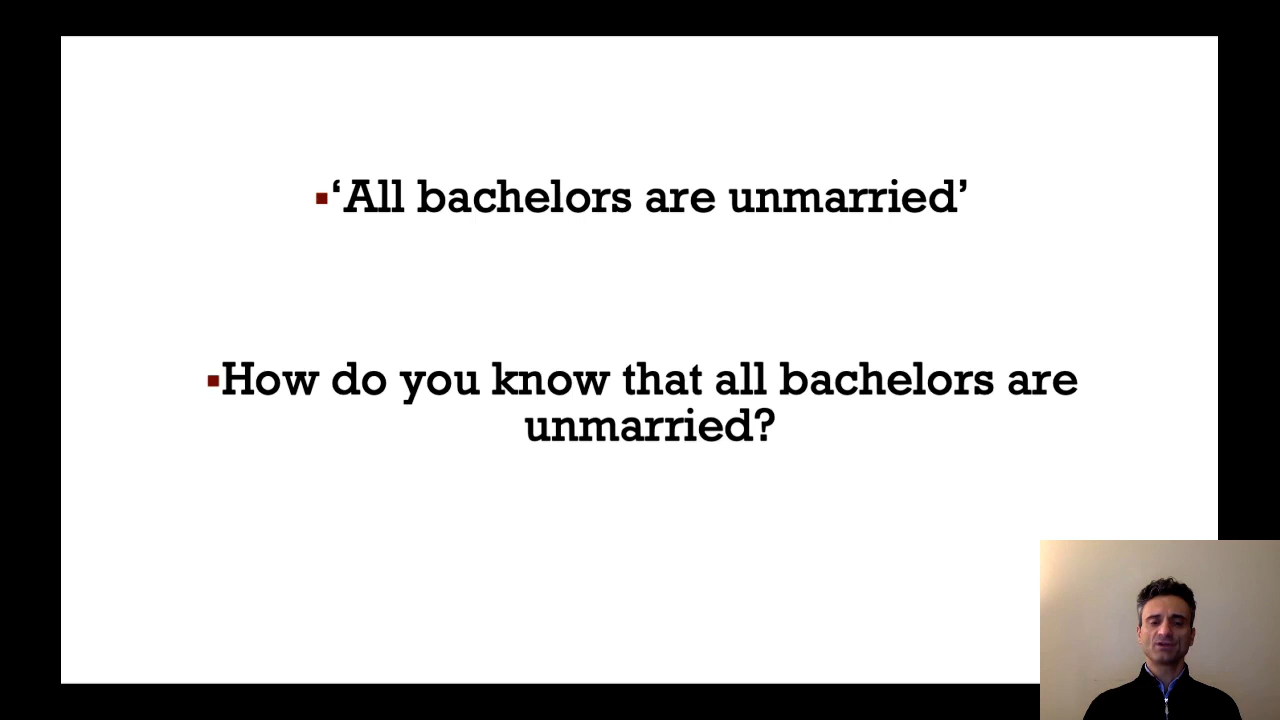 ▪‘All bachelors are unmarried’
▪How do you know that all bachelors are
unmarried?